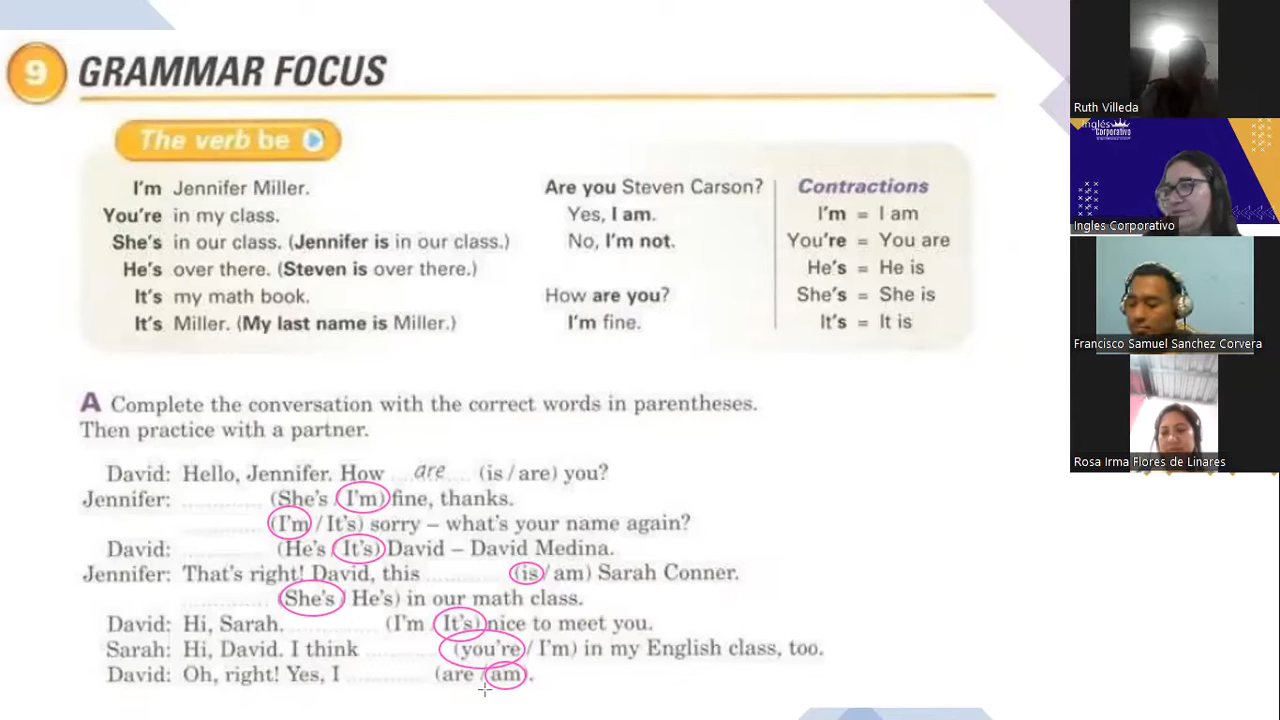 9 GRAMMAR FOCUS
The verb be
I'm Jennifer Miller.
You're in my class.
She's in our class. (Jennifer is in our class.)
He's over there. (Steven is over there.)
It's my math book.
It's Miller. (My last name is Miller.)
Are you Steven Carson?
Yes, I am.
No, I'm not.
How are you?
I'm fine.
Contractions
I'm = I am
You're = You are
He's = He is
She's = She is
It's = It is
A Complete the conversation with the correct words in parentheses.
Then practice with a partner.
David: Hello, Jennifer. How are (is / are) you?
Jennifer: (She's / I'm) fine, thanks.
(I'm / It's) sorry – what's your name again?
David: (He's / It's) David – David Medina.
Jennifer: That's right! David, this (is / am) Sarah Conner.
(She's / He's) in our math class.
David: Hi, Sarah. (I'm / It's) nice to meet you.
Sarah: Hi, David. I think (you're / I'm) in my English class, too.
David: Oh, right! Yes, I (are / am).
Ruth Villeda
Inglés
Corporativo
Ingles Corporativo
Francisco Samuel Sanchez Corvera
Rosa Irma Flores de Linares